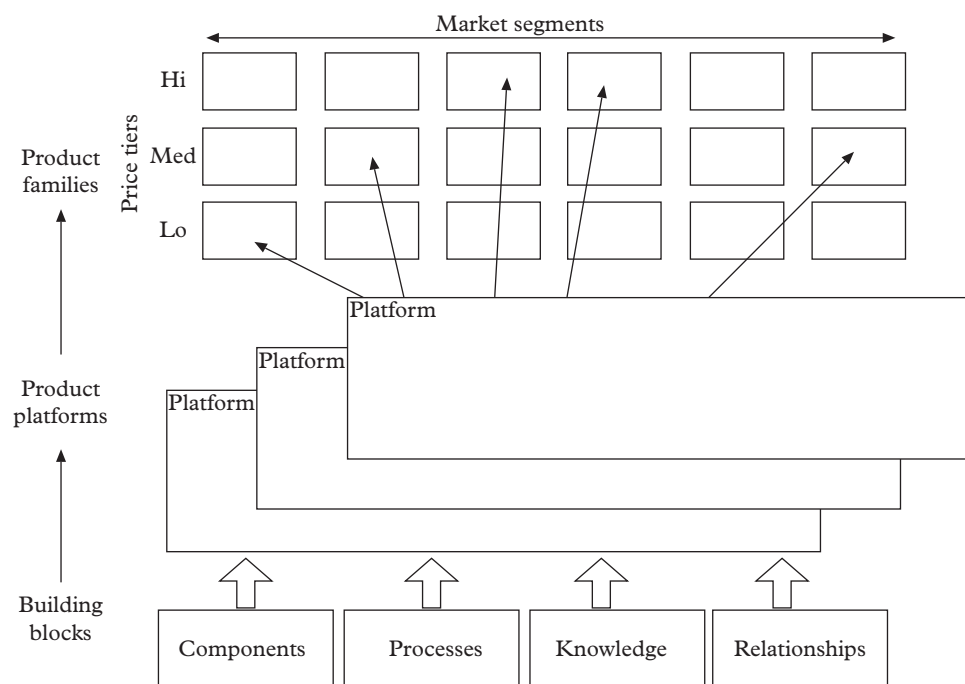 Market segments
Hi
Med
Lo
Price tiers
Product
families
Platform
Platform
Platform
Product
platforms
Building
blocks
Components
Processes
Knowledge
Relationships